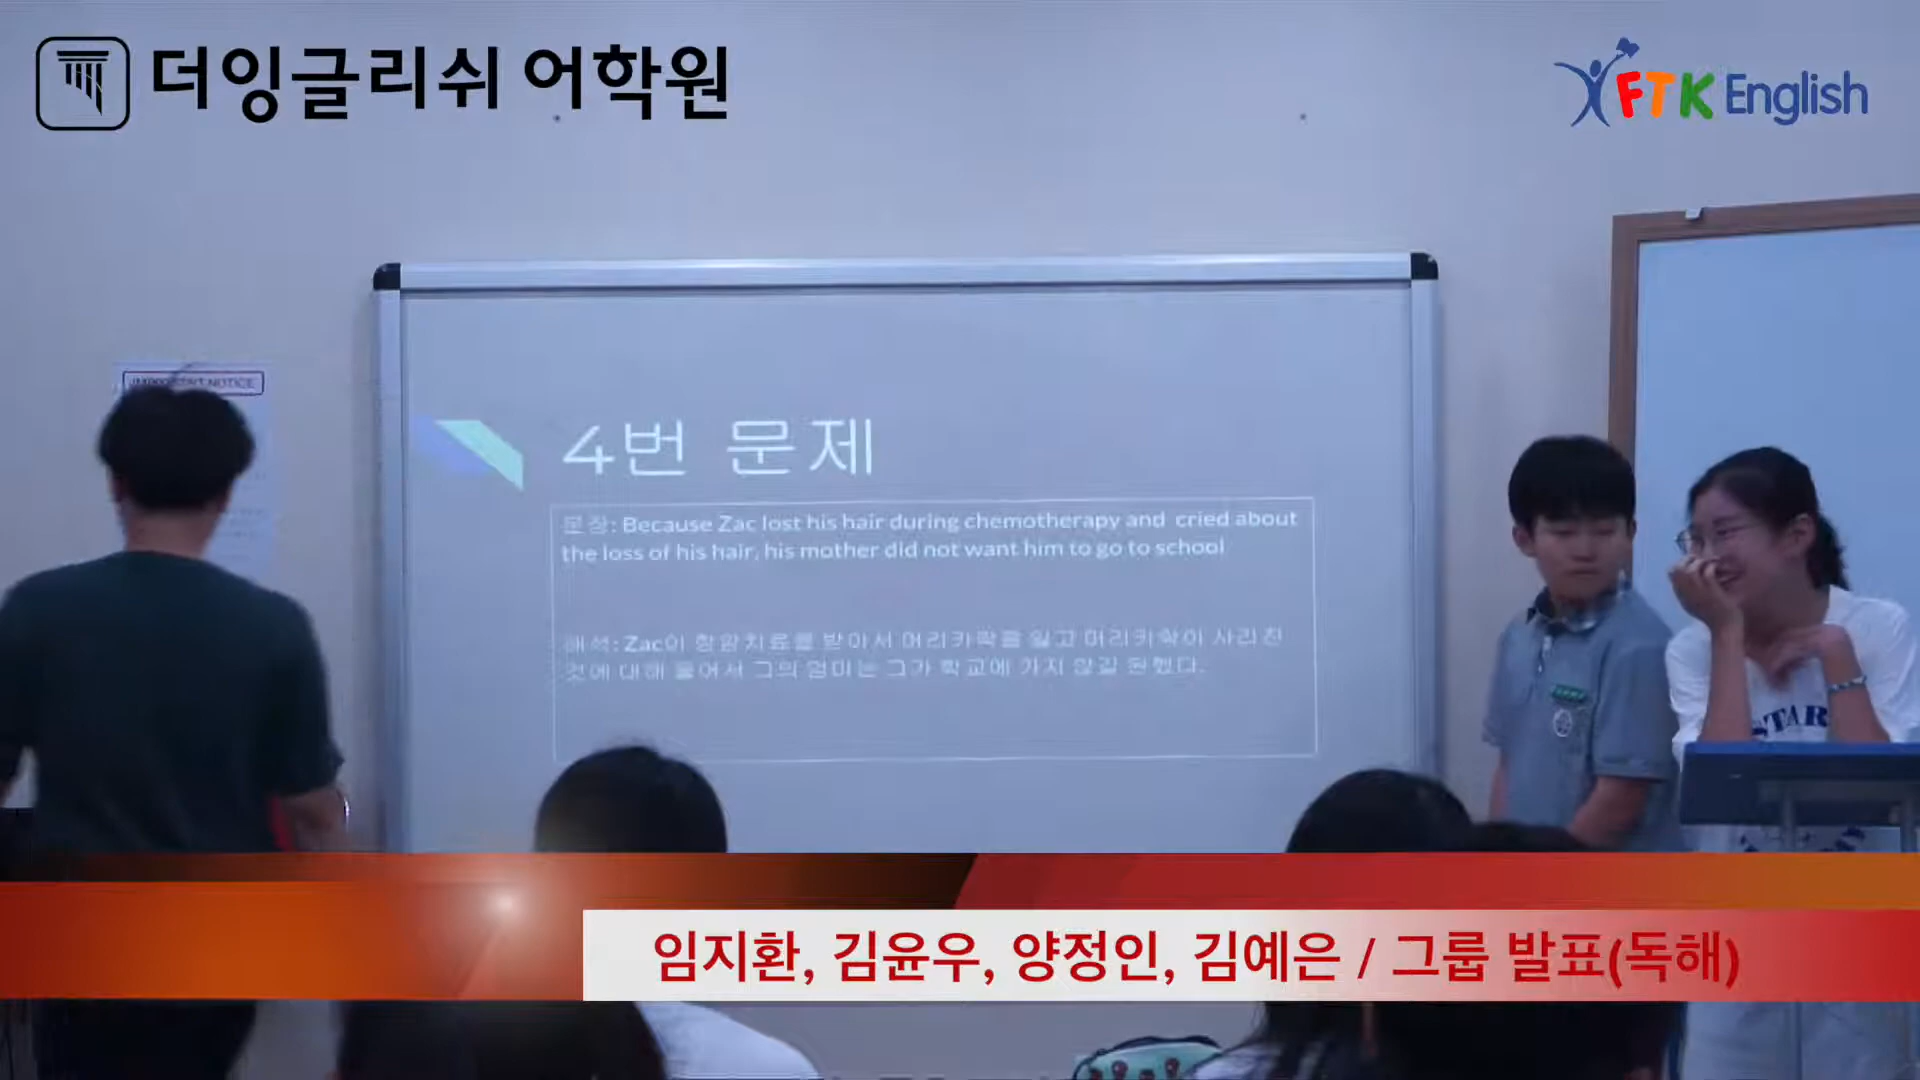 더잉글리쉬 어학원
FTK English
IMPORTANT NOTICE
4번 문제
문장: Because Zac lost his hair during chemotherapy and cried about
the loss of his hair, his mother did not want him to go to school
해석: Zac이 항암치료를 받아서 머리카락을 잃고 머리카락이 사라진
것에 대해 울어서 그의 엄마는 그가 학교에 가지 않길 원했다.
STAR
임지환, 김윤우, 양정인, 김예은 / 그룹 발표(독해)